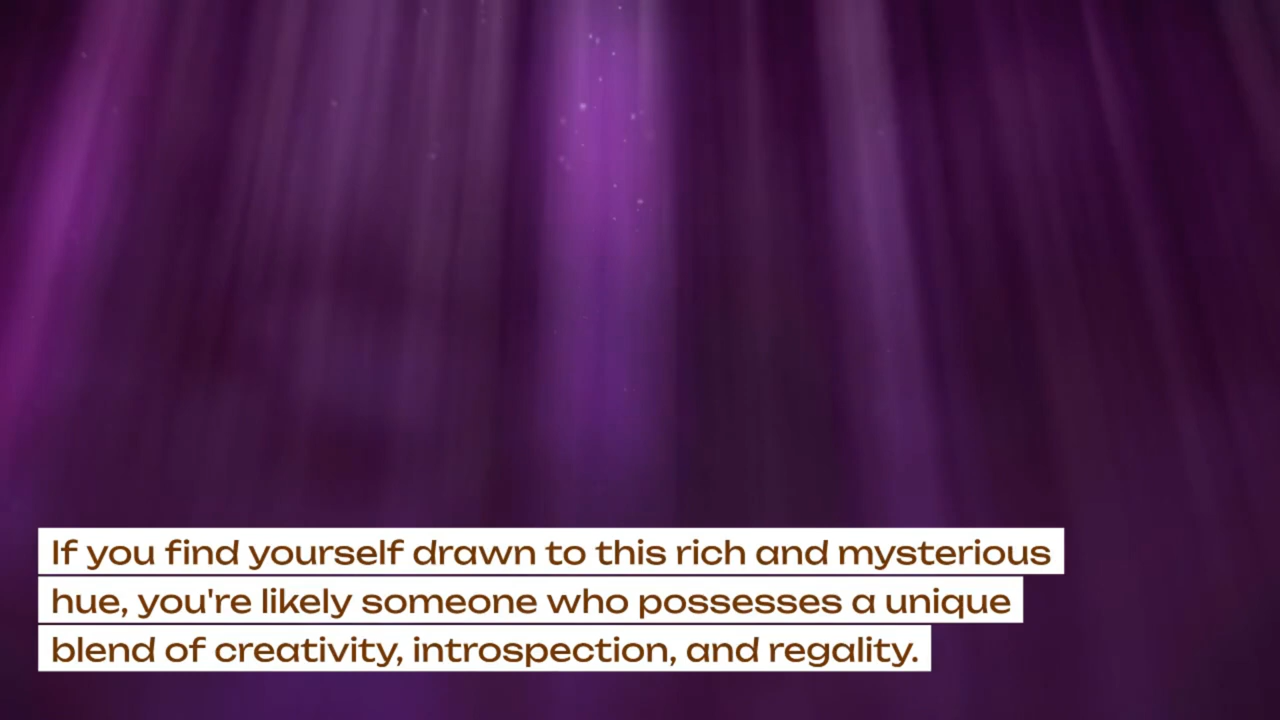 If you find yourself drawn to this rich and mysterious
hue, you're likely someone who possesses a unique
blend of creativity, introspection, and regality.